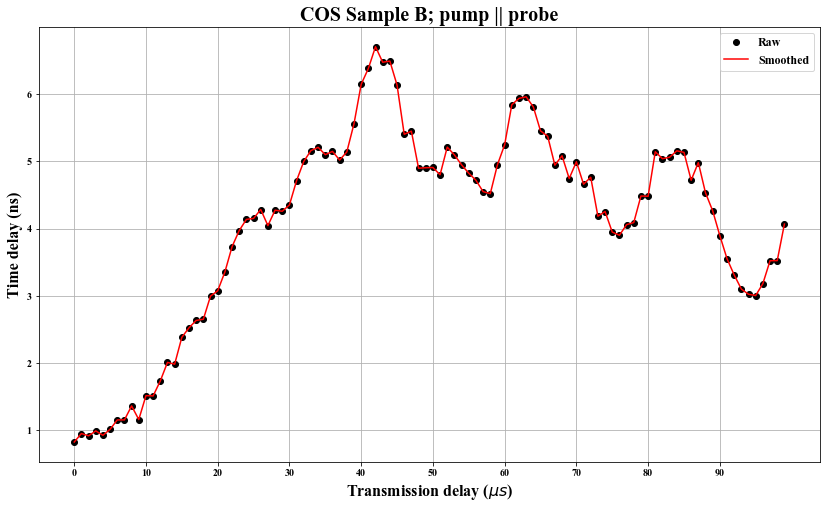 COS Sample B; pump || probe
Raw
Smoothed
6
5
4
3
2
1
Time delay (ns)
0 10 20 30 40 50 60 70 80 90
Transmission delay (μs)